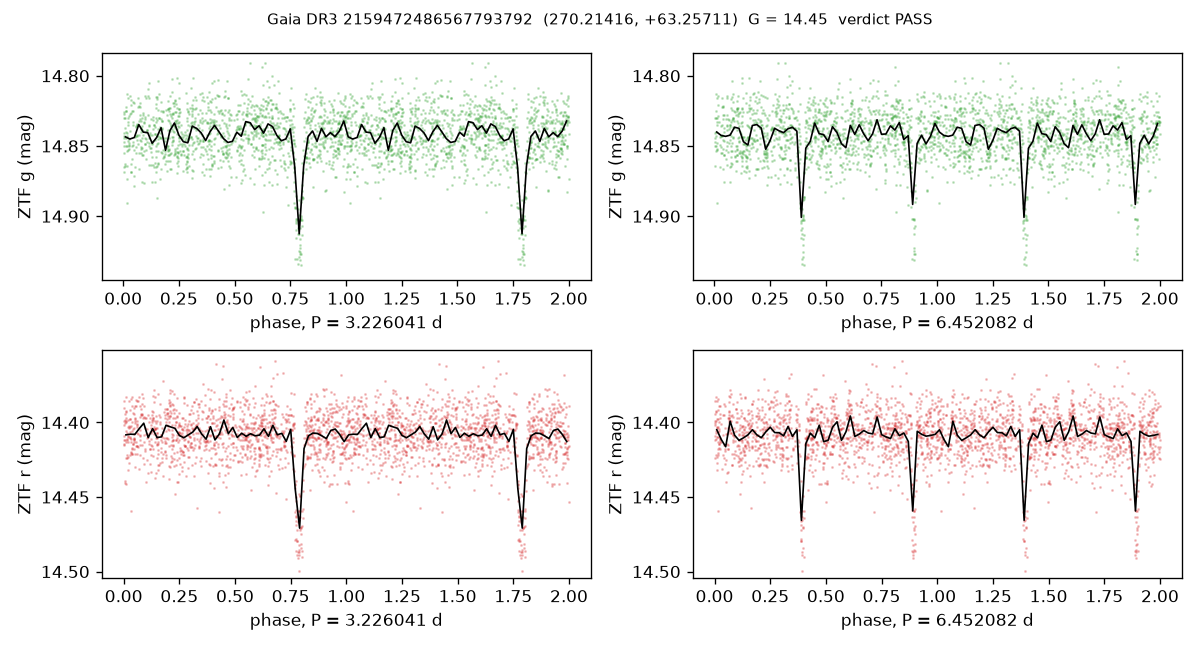 Gaia DR3 2159472486567793792 (270.21416, +63.25711) G = 14.45 verdict PASS
ZTF g (mag)
14.80
14.85
14.90
0.00 0.25 0.50 0.75 1.00 1.25 1.50 1.75 2.00
phase, P = 3.226041 d
ZTF g (mag)
14.80
14.85
14.90
0.00 0.25 0.50 0.75 1.00 1.25 1.50 1.75 2.00
phase, P = 6.452082 d
ZTF r (mag)
14.40
14.45
14.50
0.00 0.25 0.50 0.75 1.00 1.25 1.50 1.75 2.00
phase, P = 3.226041 d
ZTF r (mag)
14.40
14.45
14.50
0.00 0.25 0.50 0.75 1.00 1.25 1.50 1.75 2.00
phase, P = 6.452082 d